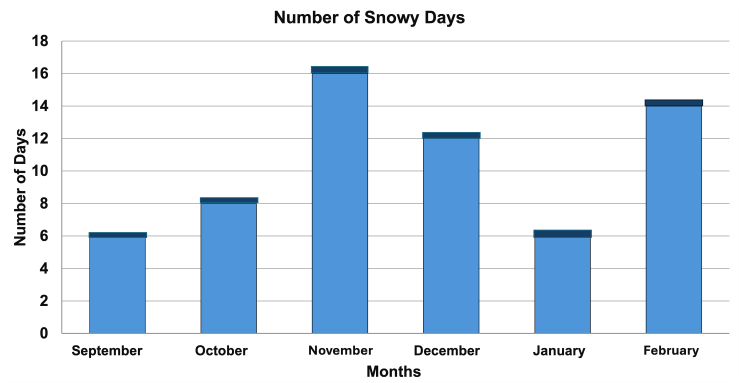 Number of Snowy Days
18
16
14
12
10
8
6
4
2
0
Number of Days
September October November December January February
Months